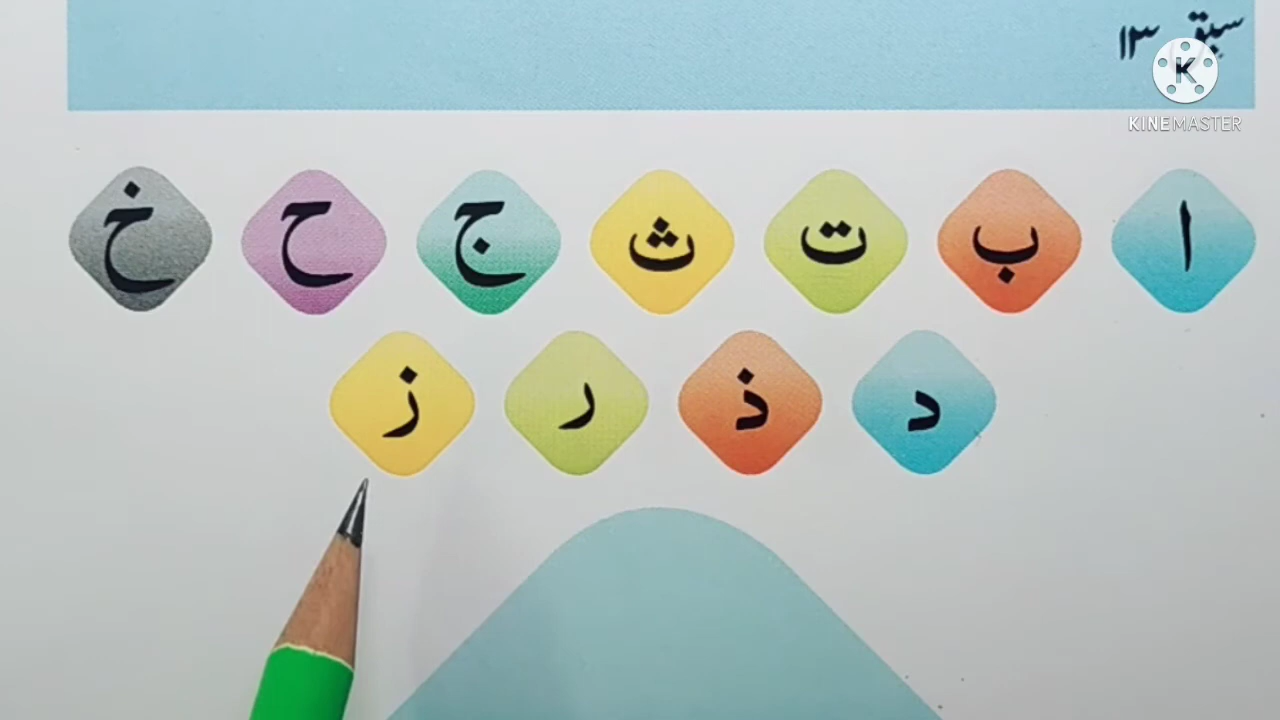 سبق ۱۳
KINEMASTER
ا ب ت ث ج ح خ
د ذ ر ز